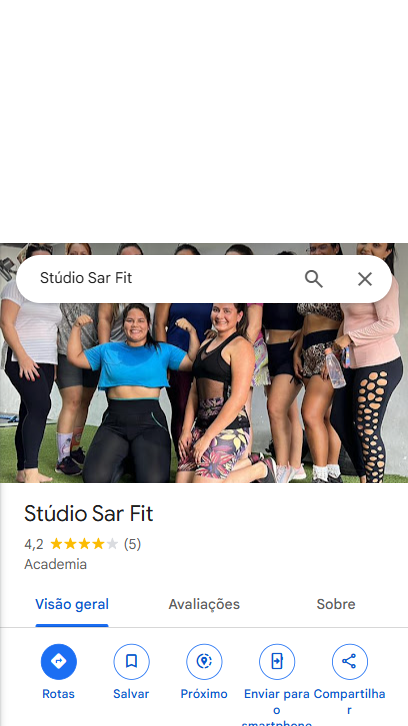 Stúdio Sar Fit
Stúdio Sar Fit
4,2 (5)
Academia
Visão geral Avaliações Sobre
Rotas Salvar Próximo Enviar para o smartphone Compartilhar